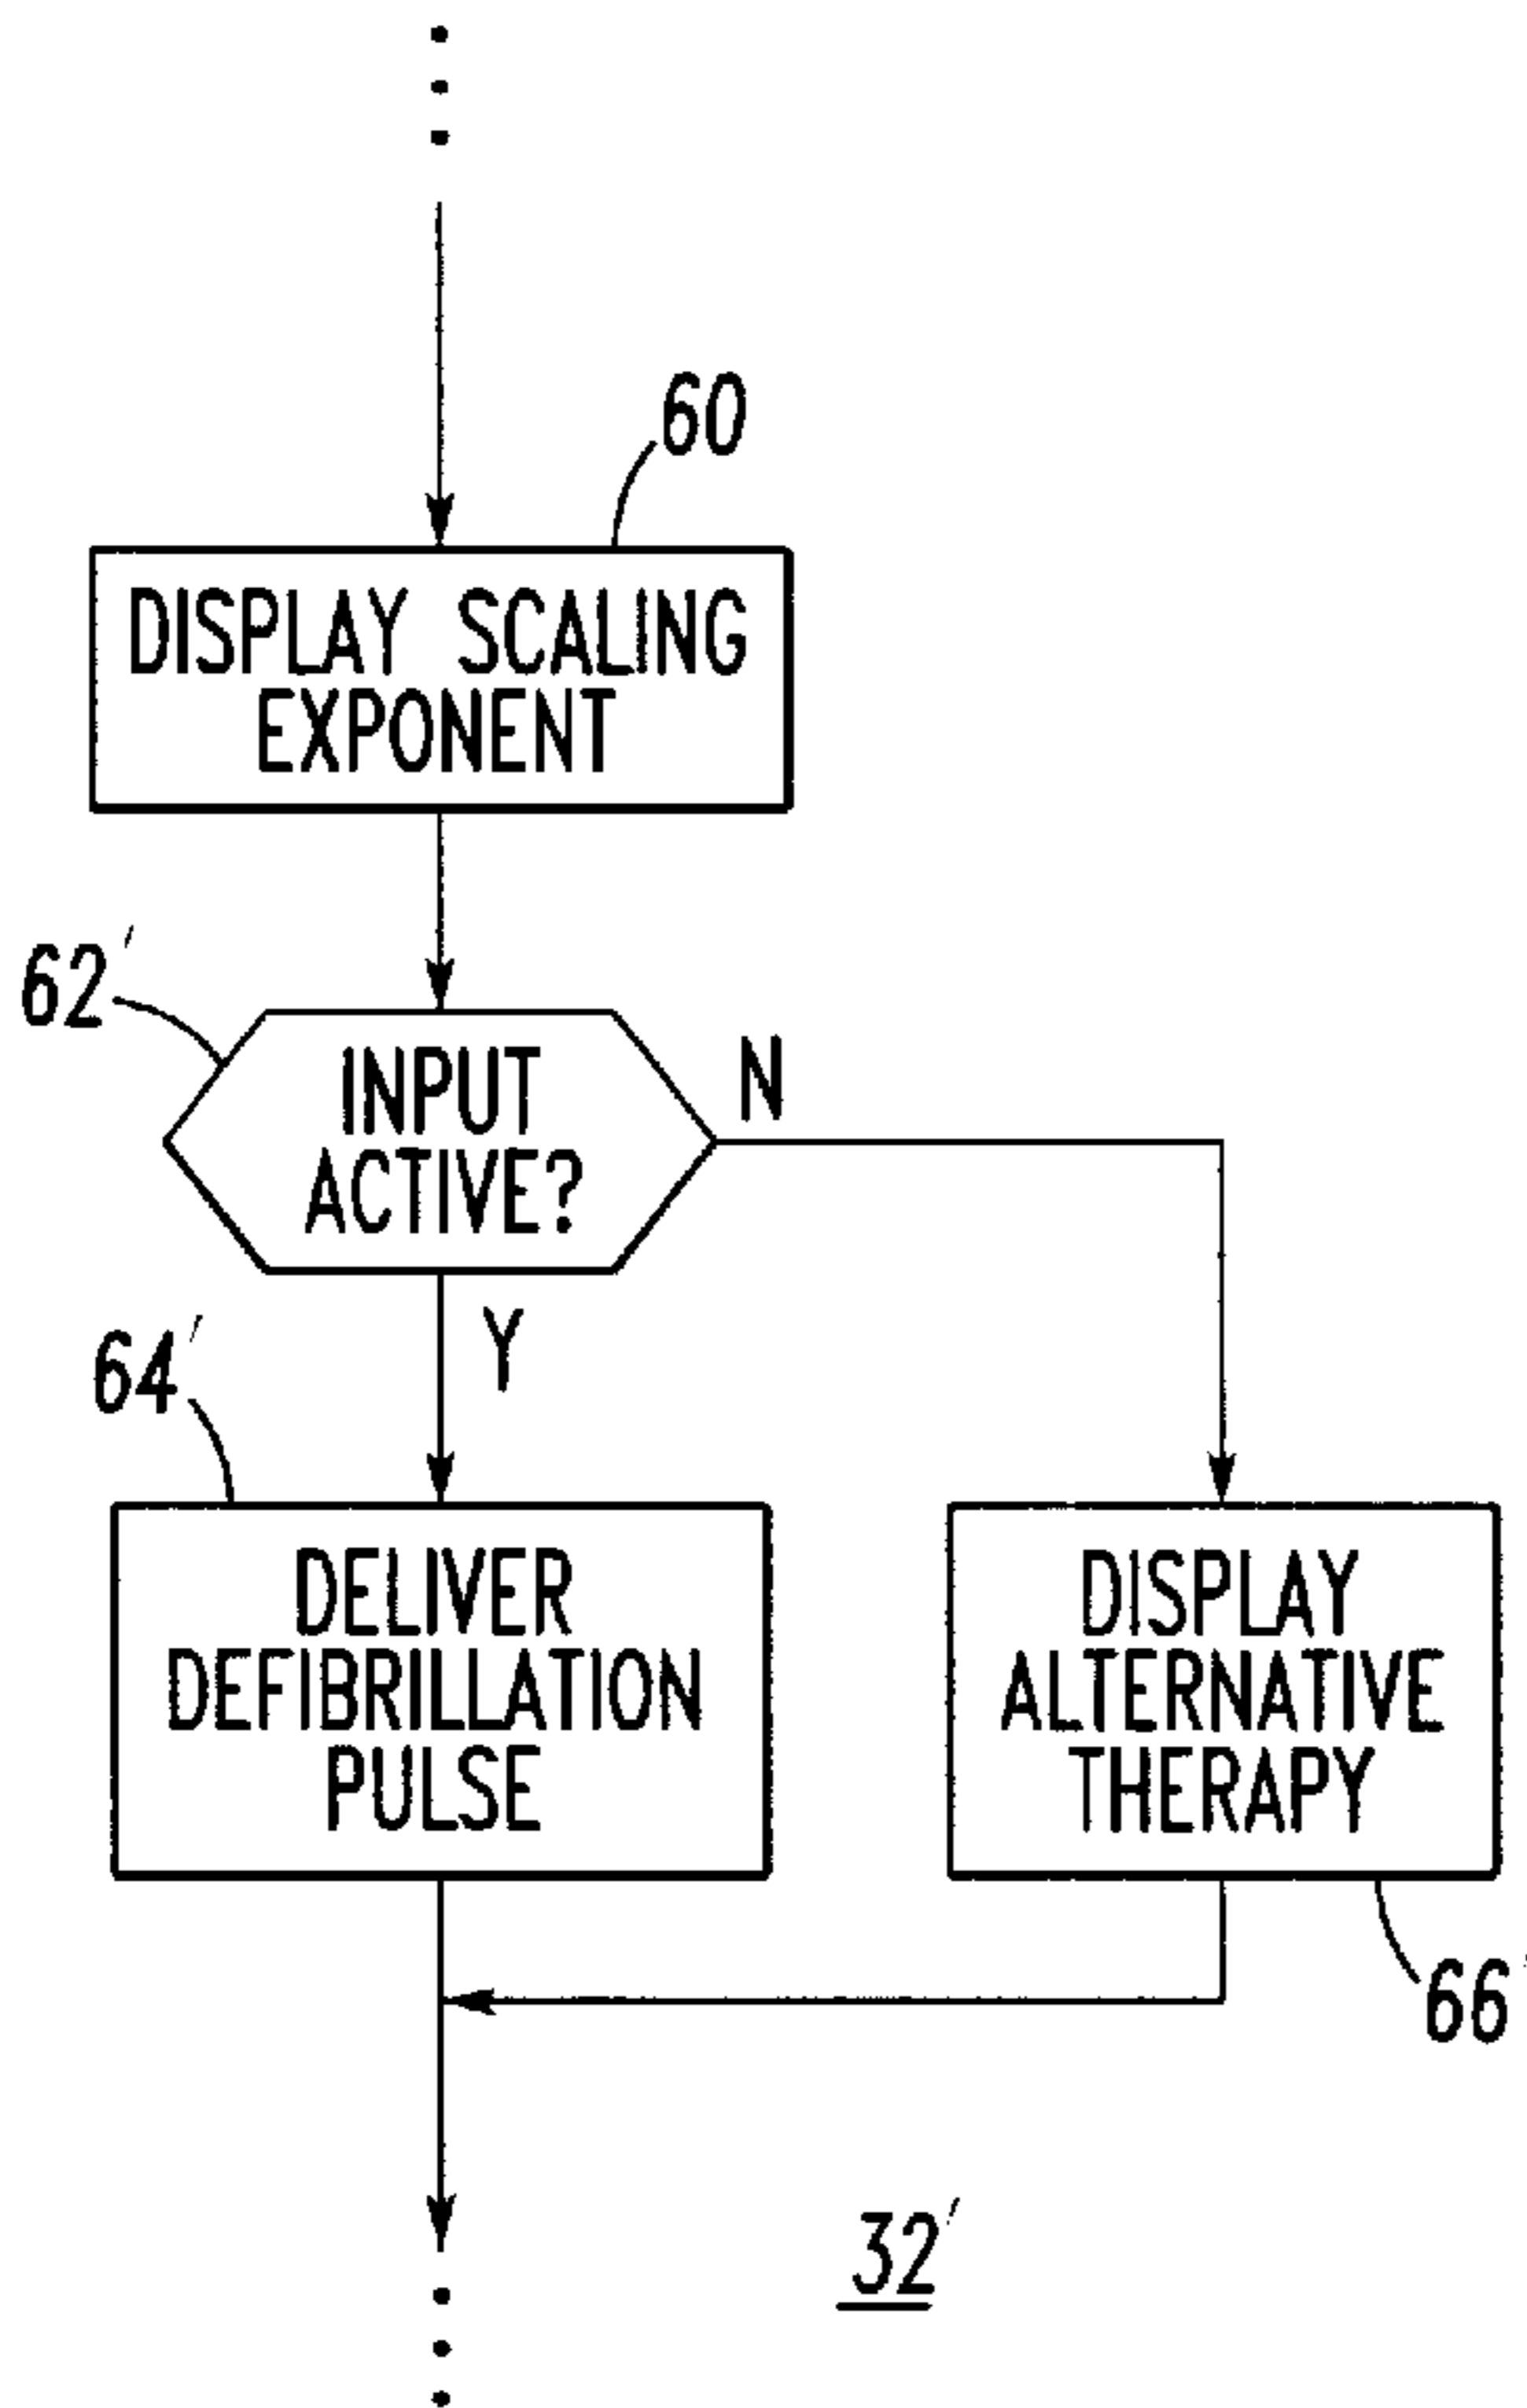 60
DISPLAY SCALING
EXPONENT
62'
INPUT
ACTIVE?
N
Y
64'
DELIVER
DEFIBRILLATION
PULSE
DISPLAY
ALTERNATIVE
THERAPY
66'
32'